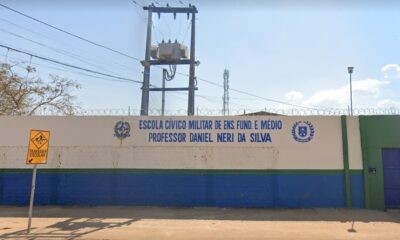 ESCOLA CÍVICO MILITAR DE ENS. FUND. E MÉDIO
PROFESSOR DANIEL NERI DA SILVA